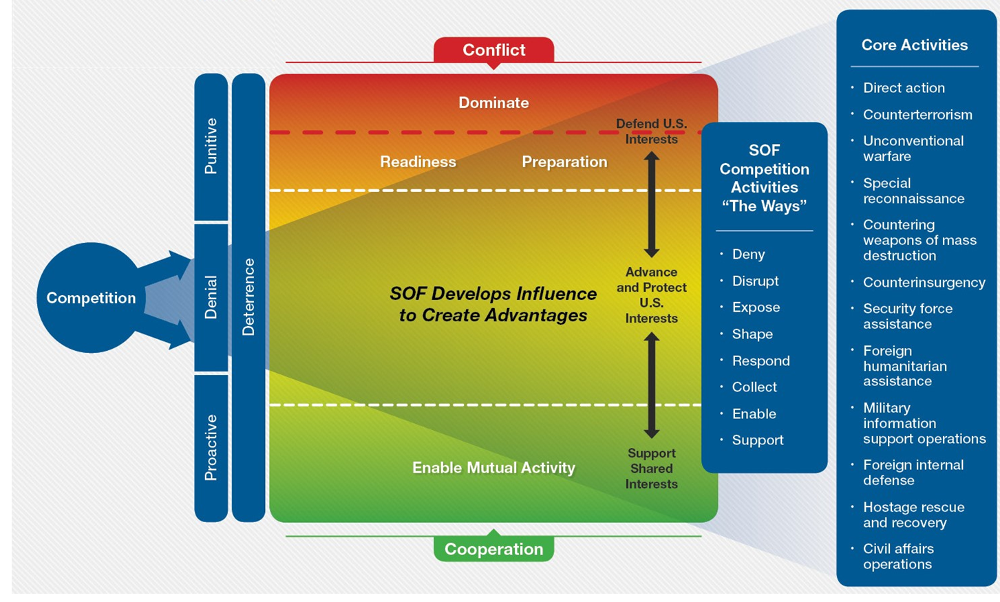 Conflict
Competition
Punitive
Denial
Proactive
Deterrence
Dominate
Readiness
Preparation
SOF Develops Influence
to Create Advantages
Enable Mutual Activity
Defend U.S.
Interests
Advance
and Protect
U.S.
Interests
Support
Shared
Interests
Cooperation
SOF
Competition
Activities
“The Ways”
· Deny
· Disrupt
· Expose
· Shape
· Respond
· Collect
· Enable
· Support
Core Activities
· Direct action
· Counterterrorism
· Unconventional
warfare
· Special
reconnaissance
· Countering
weapons of mass
destruction
· Counterinsurgency
· Security force
assistance
· Foreign
humanitarian
assistance
· Military
information
support operations
· Foreign internal
defense
· Hostage rescue
and recovery
· Civil affairs
operations